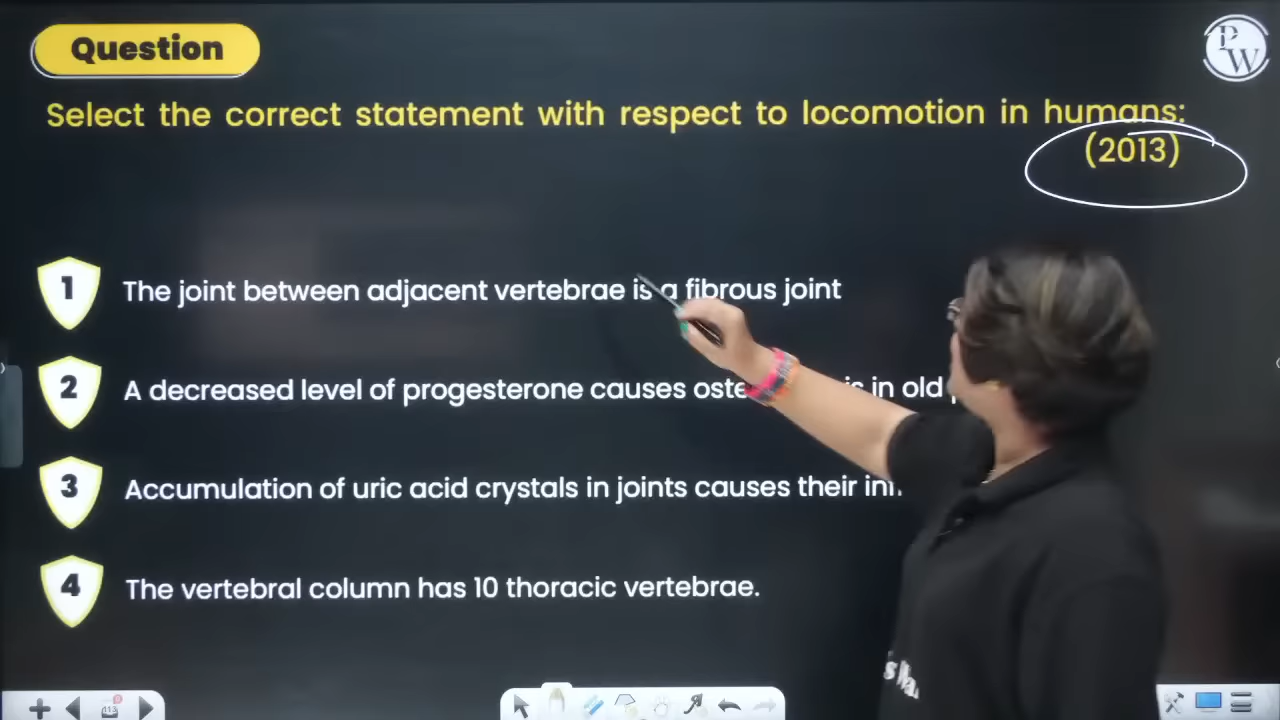 Question
PW
Select the correct statement with respect to locomotion in humans:
(2013)
1 The joint between adjacent vertebrae is a fibrous joint
2 A decreased level of progesterone causes in old
3 Accumulation of uric acid crystals in joints causes their
4 The vertebral column has 10 thoracic vertebrae.
113